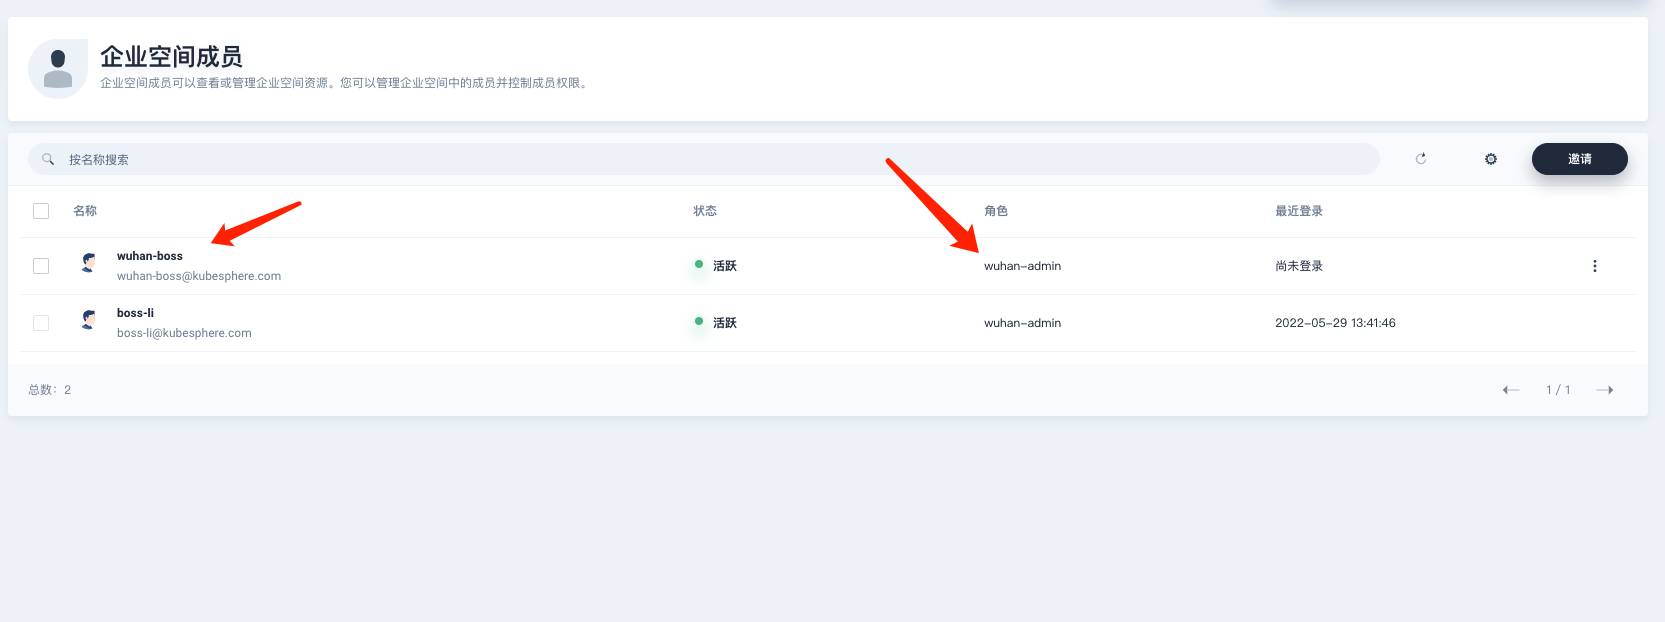 企业空间成员
企业空间成员可以查看或管理企业空间资源。您可以管理企业空间中的成员并控制成员权限。
按名称搜索
邀请
名称 状态 角色 最近登录
wuhan-boss
wuhan-boss@kubesphere.com
活跃 wuhan-admin 尚未登录
boss-li
boss-li@kubesphere.com
活跃 wuhan-admin 2022-05-29 13:41:46
总数：2
1 / 1